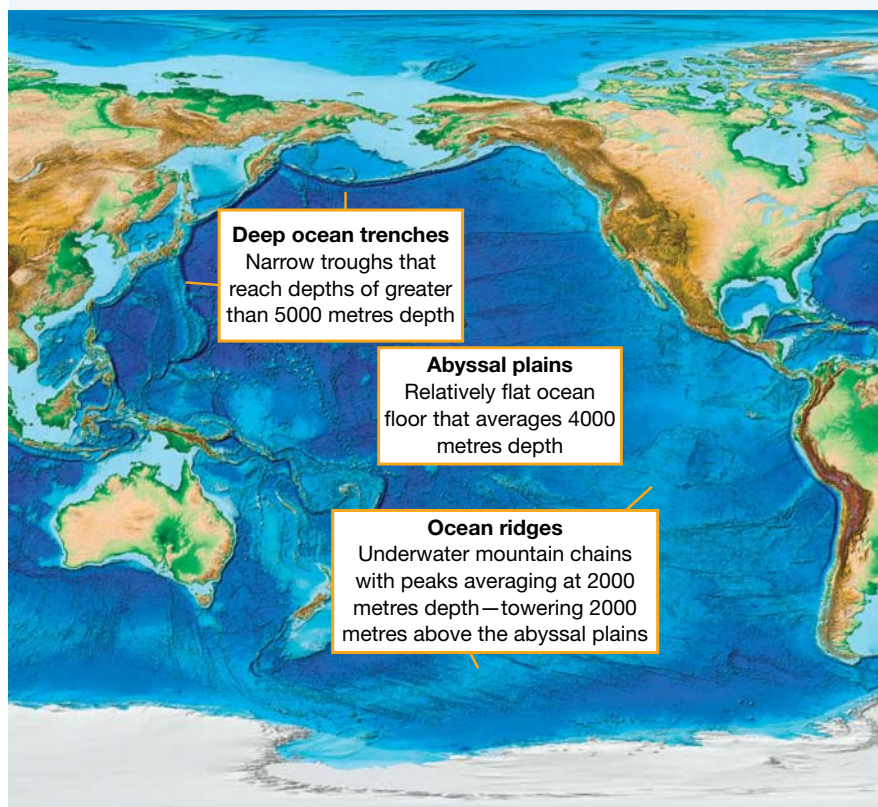 Deep ocean trenches
Narrow troughs that
reach depths of greater
than 5000 metres depth
Abyssal plains
Relatively flat ocean
floor that averages 4000
metres depth
Ocean ridges
Underwater mountain chains
with peaks averaging at 2000
metres depth—towering 2000
metres above the abyssal plains